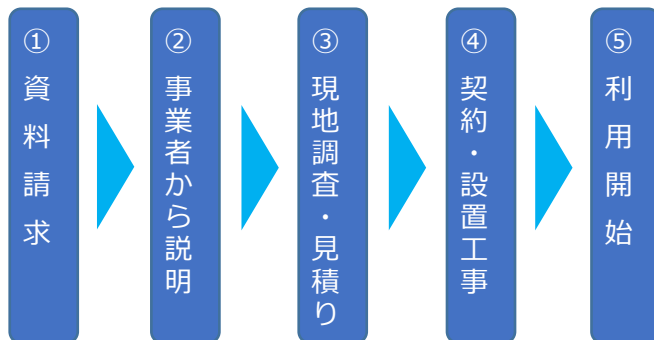 ①資料請求
②事業者から説明
③現地調査・見積り
④契約・設置工事
⑤利用開始